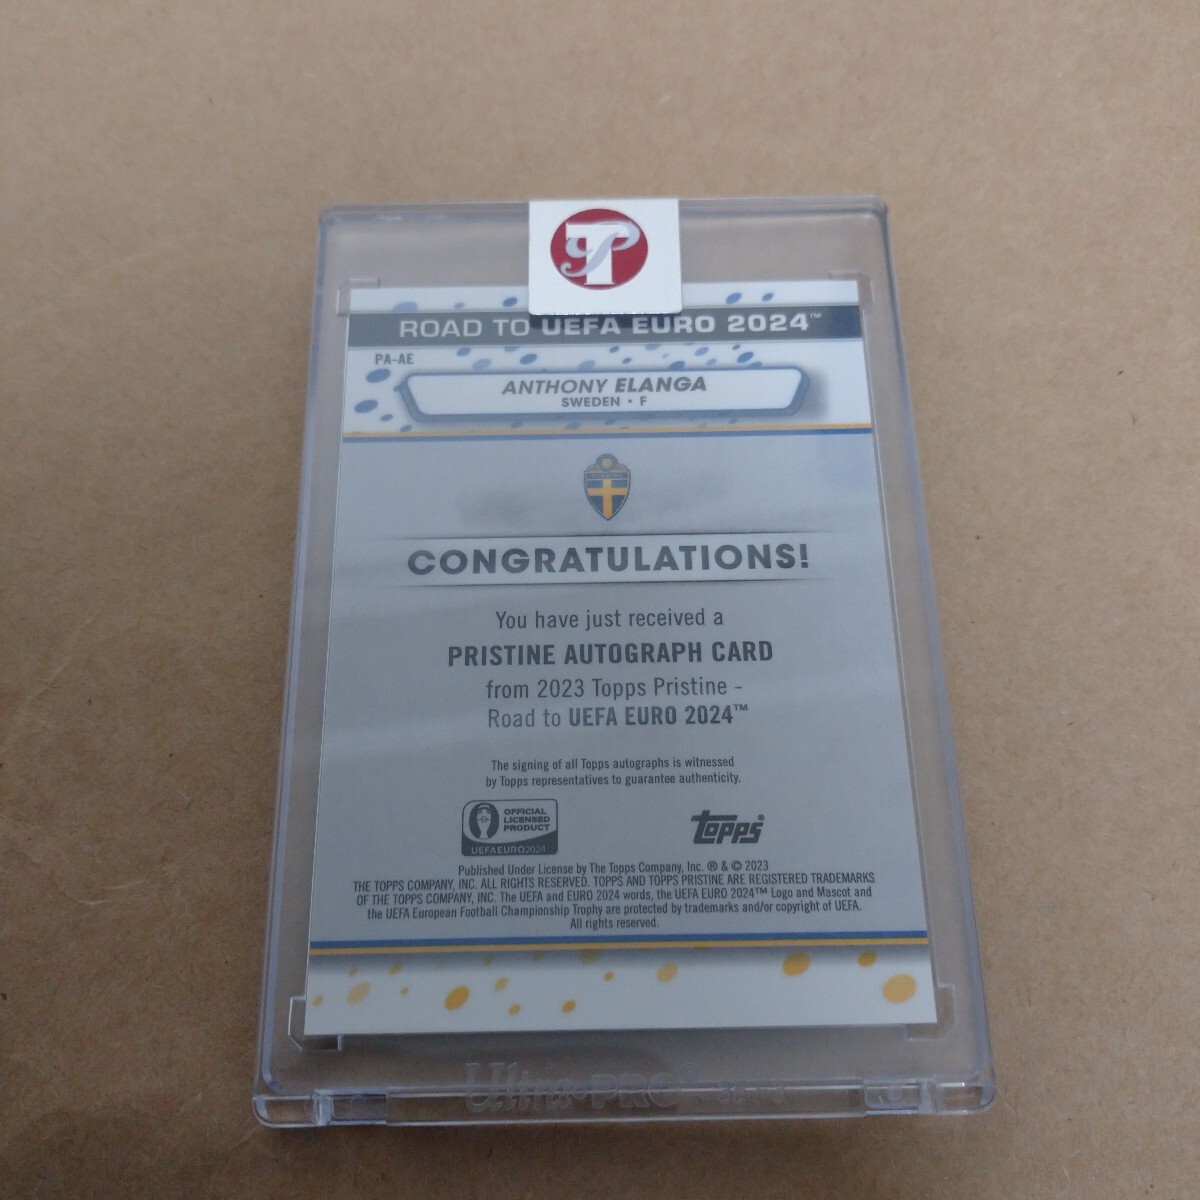 ROAD TO UEFA EURO 2024™
PA-AE
ANTHONY ELANGA
SWEDEN • F
CONGRATULATIONS!
You have just received a
PRISTINE AUTOGRAPH CARD
from 2023 Topps Pristine -
Road to UEFA EURO 2024™
The signing of all Topps autographs is witnessed
by Topps representatives to guarantee authenticity.
OFFICIAL
LICENSED
PRODUCT
UEFA EURO2024
topps®
Published Under License by The Topps Company, Inc. ® & © 2023
THE TOPPS COMPANY, INC. ALL RIGHTS RESERVED. TOPPS AND TOPPS PRISTINE ARE REGISTERED TRADEMARKS
OF THE TOPPS COMPANY, INC. The UEFA and EURO 2024 words, the UEFA EURO 2024™ Logo and Mascot and
the UEFA European Football Championship Trophy are protected by trademarks and/or copyright of UEFA.
All rights reserved.
Ultra PRO